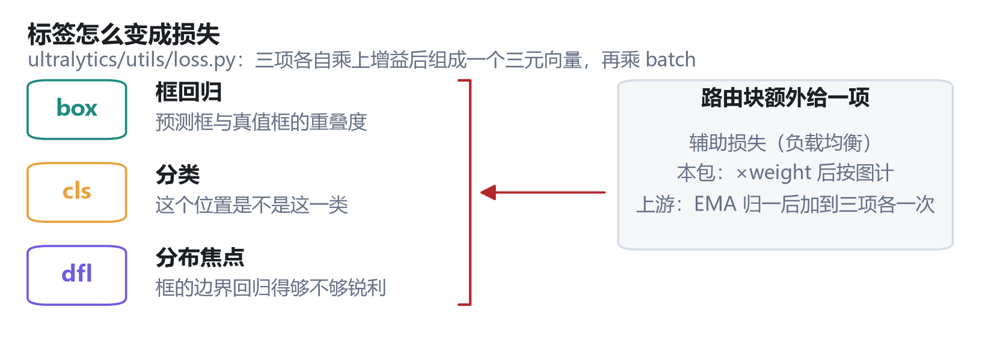 标签怎么变成损失
ultralytics/utils/loss.py：三项各自乘上增益后组成一个三元向量，再乘 batch
box
框回归
预测框与真值框的重叠度
cls
分类
这个位置是不是这一类
dfl
分布焦点
框的边界回归得够不够锐利
路由块额外给一项
辅助损失（负载均衡）
本包：×weight 后按图计
上游：EMA 归一后加到三项各一次